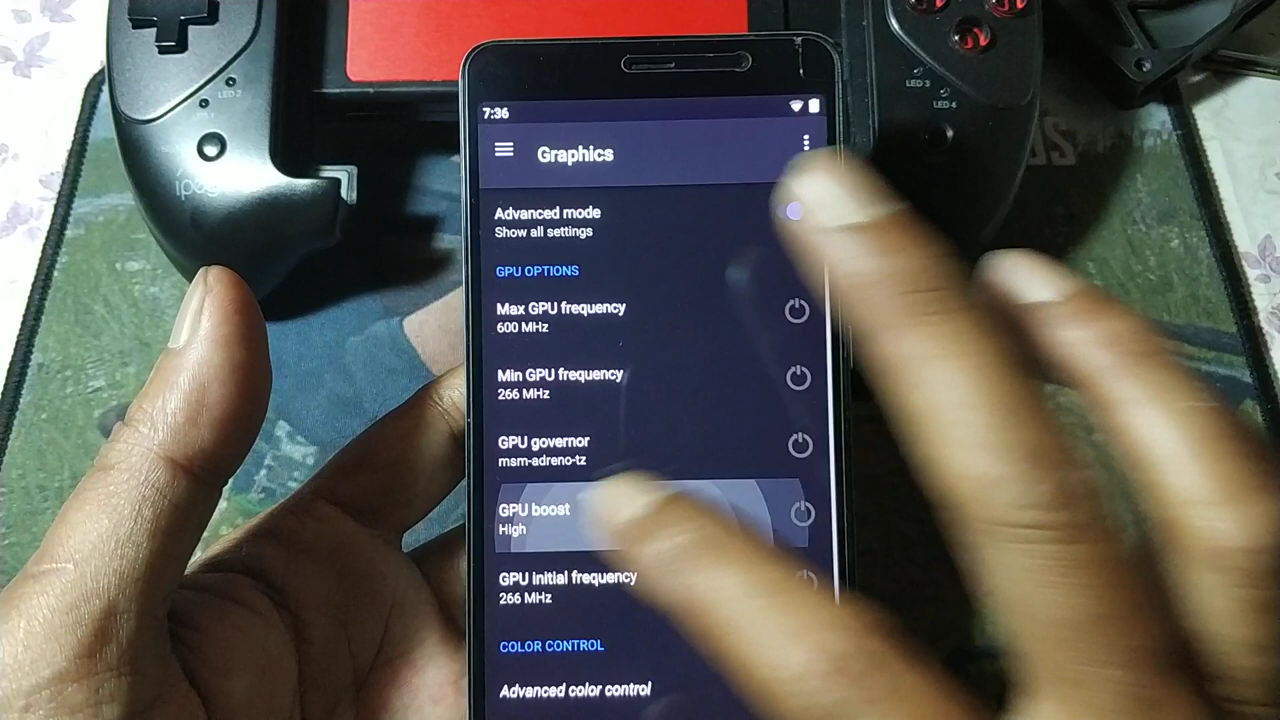 LED-2
LED-3
LED-4
ipega
7:36
Graphics
Advanced mode
Show all settings
GPU OPTIONS
Max GPU frequency
600 MHz
Min GPU frequency
266 MHz
GPU governor
msm-adreno-tz
GPU boost
High
GPU initial frequency
266 MHz
COLOR CONTROL
Advanced color control